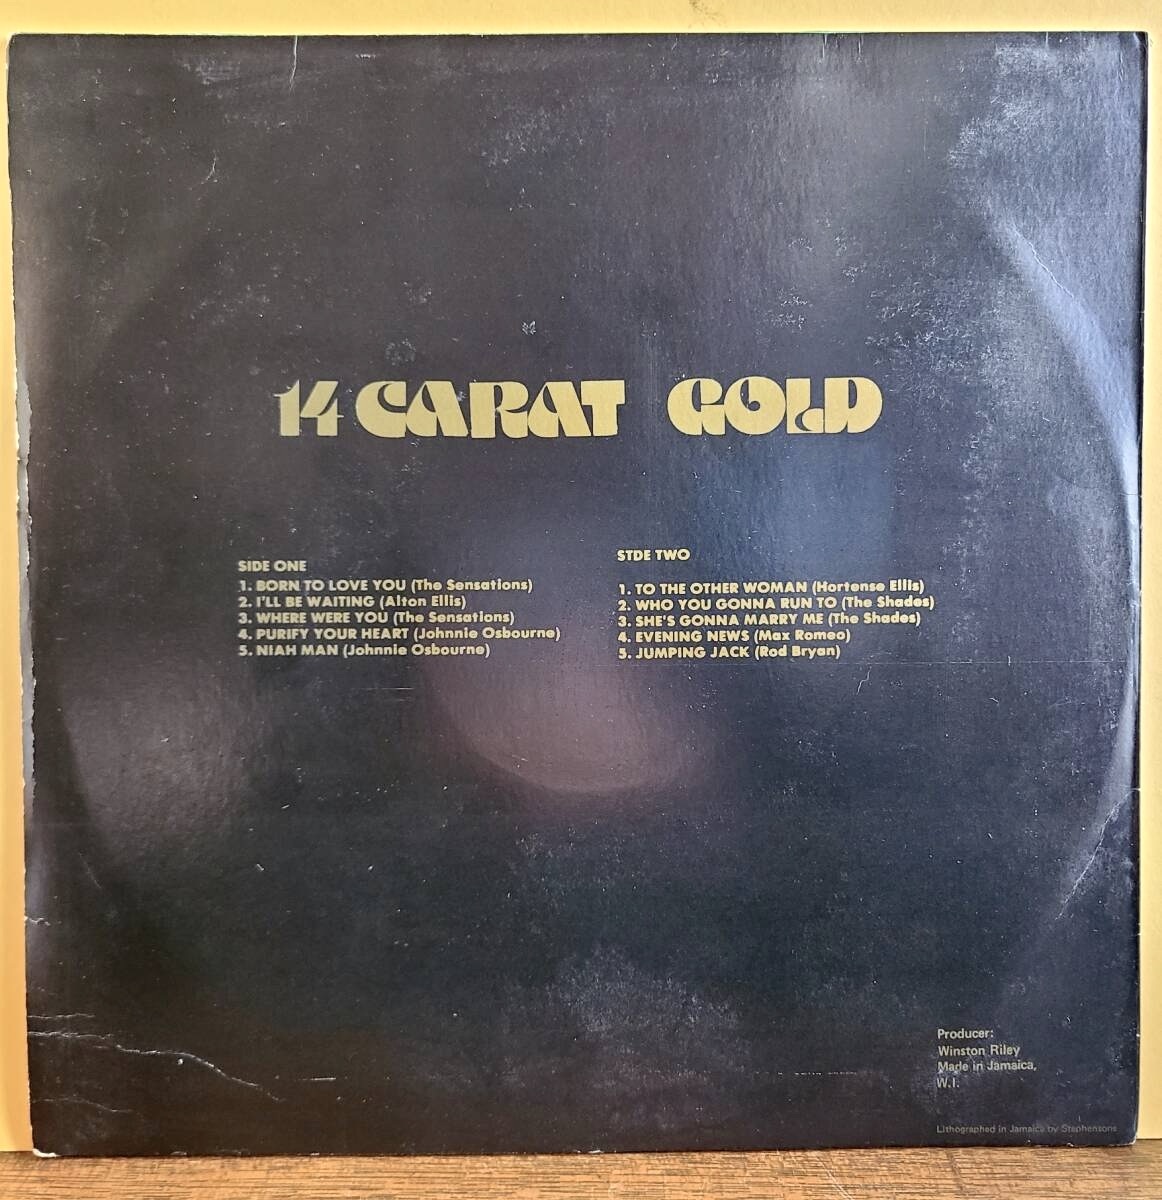 14 CARAT GOLD
SIDE ONE
1. BORN TO LOVE YOU (The Sensations)
2. I'LL BE WAITING (Alton Ellis)
3. WHERE WERE YOU (The Sensations)
4. PURIFY YOUR HEART (Johnnie Osbourne)
5. NIAH MAN (Johnnie Osbourne)
STDE TWO
1. TO THE OTHER WOMAN (Hortense Ellis)
2. WHO YOU GONNA RUN TO (The Shades)
3. SHE'S GONNA MARRY ME (The Shades)
4. EVENING NEWS (Max Romeo)
5. JUMPING JACK (Rod Bryan)
Producer:
Winston Riley
Made in Jamaica,
W.I.
Lithographed in Jamaica by Stephensons